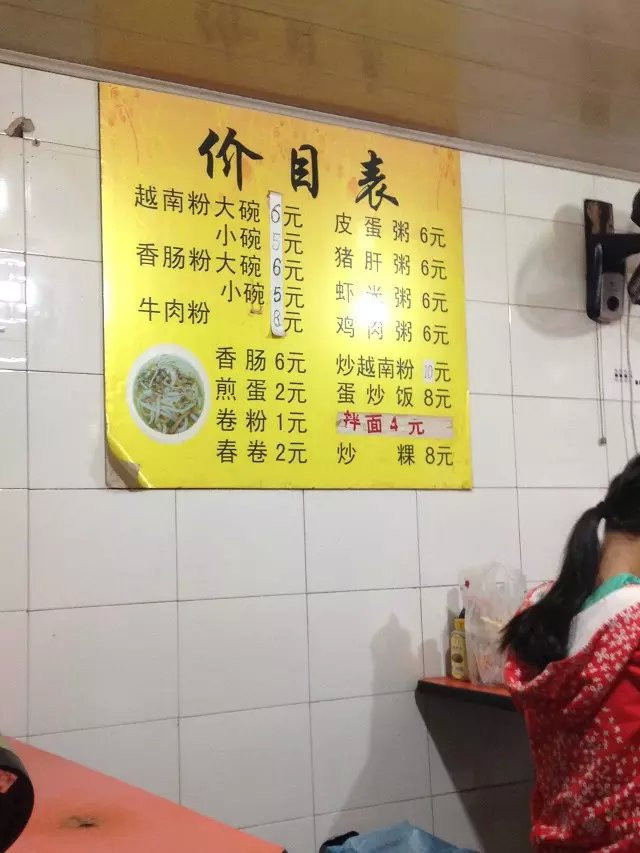 价目表
越南粉大碗 6元
小碗 5元
香肠粉大碗 6元
小碗 5元
牛肉粉 8元
香肠 6元
煎蛋 2元
卷粉 1元
春卷 2元
皮蛋粥 6元
猪肝粥 6元
虾米粥 6元
鸡肉粥 6元
炒越南粉 10元
蛋炒饭 8元
拌面 4元
炒粿 8元